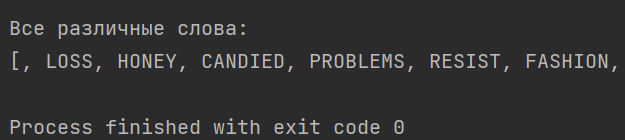 Все различные слова:
[, LOSS, HONEY, CANDIED, PROBLEMS, RESIST, FASHION,
Process finished with exit code 0